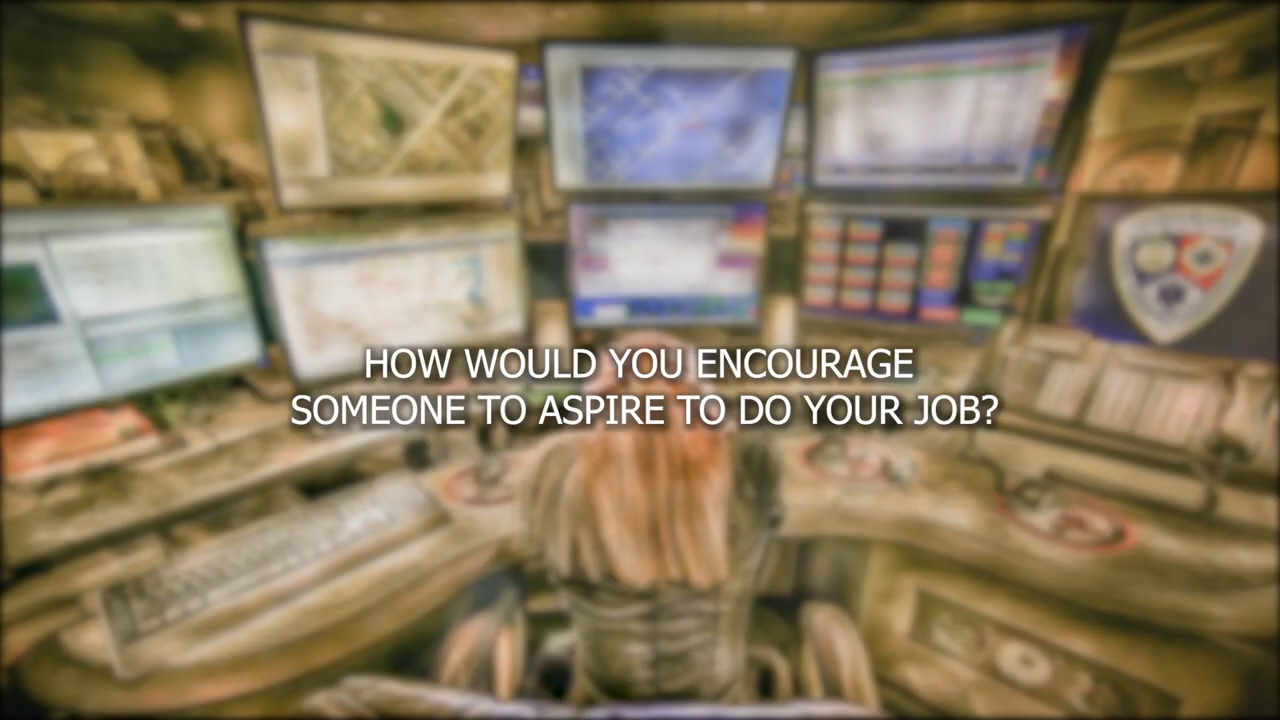 HOW WOULD YOU ENCOURAGE
SOMEONE TO ASPIRE TO DO YOUR JOB?